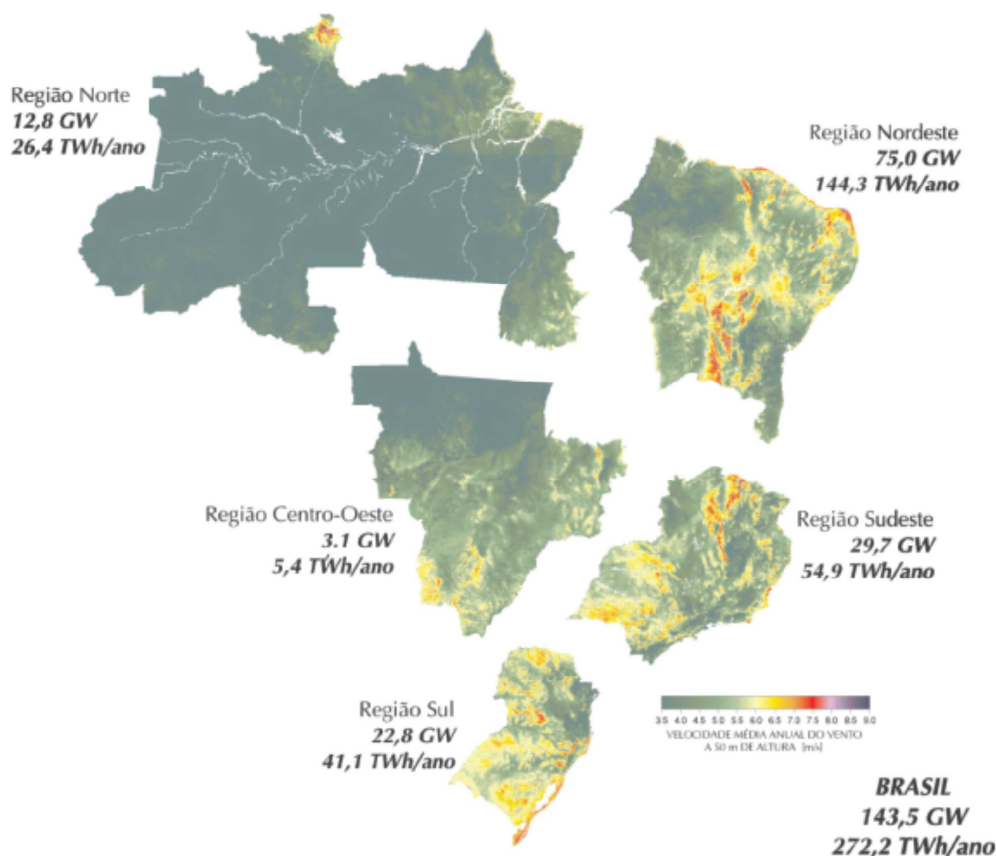 Região Norte
12,8 GW
26,4 TWh/ano
Região Nordeste
75,0 GW
144,3 TWh/ano
Região Centro-Oeste
3.1 GW
5,4 TWh/ano
Região Sudeste
29,7 GW
54,9 TWh/ano
Região Sul
22,8 GW
41,1 TWh/ano
3.5 4.0 4.5 5.0 5.5 6.0 6.5 7.0 7.5 8.0 8.5 9.0
VELOCIDADE MÉDIA ANUAL DO VENTO
A 50 m DE ALTURA [m/s]
BRASIL
143,5 GW
272,2 TWh/ano